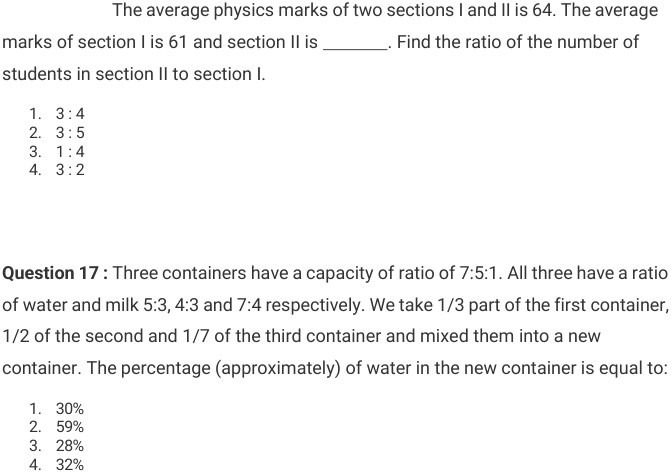 The average physics marks of two sections I and II is 64. The average
marks of section I is 61 and section II is _______. Find the ratio of the number of
students in section II to section I.
1. 3 : 4
2. 3 : 5
3. 1 : 4
4. 3 : 2
Question 17 : Three containers have a capacity of ratio of 7:5:1. All three have a ratio
of water and milk 5:3, 4:3 and 7:4 respectively. We take 1/3 part of the first container,
1/2 of the second and 1/7 of the third container and mixed them into a new
container. The percentage (approximately) of water in the new container is equal to:
1. 30%
2. 59%
3. 28%
4. 32%